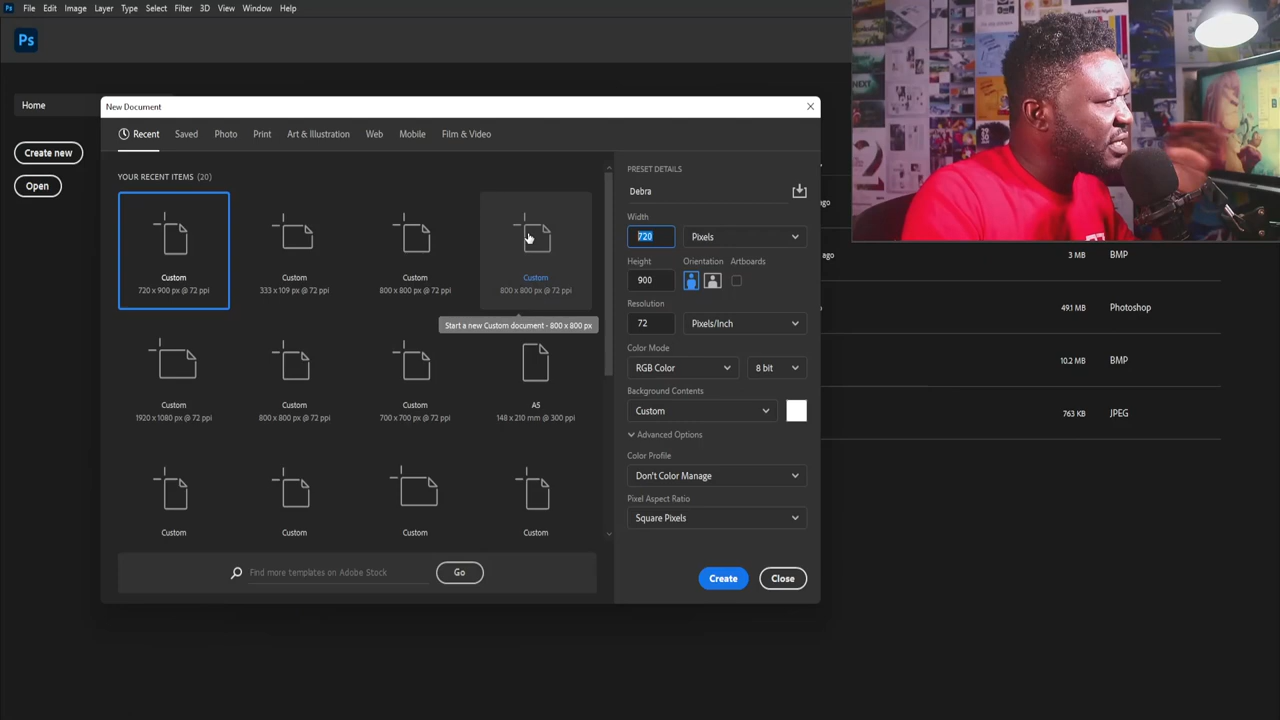 Ps File Edit Image Layer Type Select Filter 3D View Window Help
Ps
Home
Create new
Open
New Document
Recent Saved Photo Print Art & Illustration Web Mobile Film & Video
YOUR RECENT ITEMS (20)
Custom
720 x 900 px @ 72 ppi
Custom
333 x 109 px @ 72 ppi
Custom
800 x 800 px @ 72 ppi
Custom
800 x 800 px @ 72 ppi
Start a new Custom document - 800 x 800 px
Custom
1920 x 1080 px @ 72 ppi
Custom
800 x 800 px @ 72 ppi
Custom
700 x 700 px @ 72 ppi
A5
148 x 210 mm @ 300 ppi
Custom
Custom
Custom
Custom
Find more templates on Adobe Stock
Go
PRESET DETAILS
Debra
Width
720 Pixels
Height Orientation Artboards
900
Resolution
72 Pixels/Inch
Color Mode
RGB Color 8 bit
Background Contents
Custom
Advanced Options
Color Profile
Don't Color Manage
Pixel Aspect Ratio
Square Pixels
Create Close
ago
ago 3 MB BMP
491 MB Photoshop
10.2 MB BMP
763 KB JPEG
NEXT
2